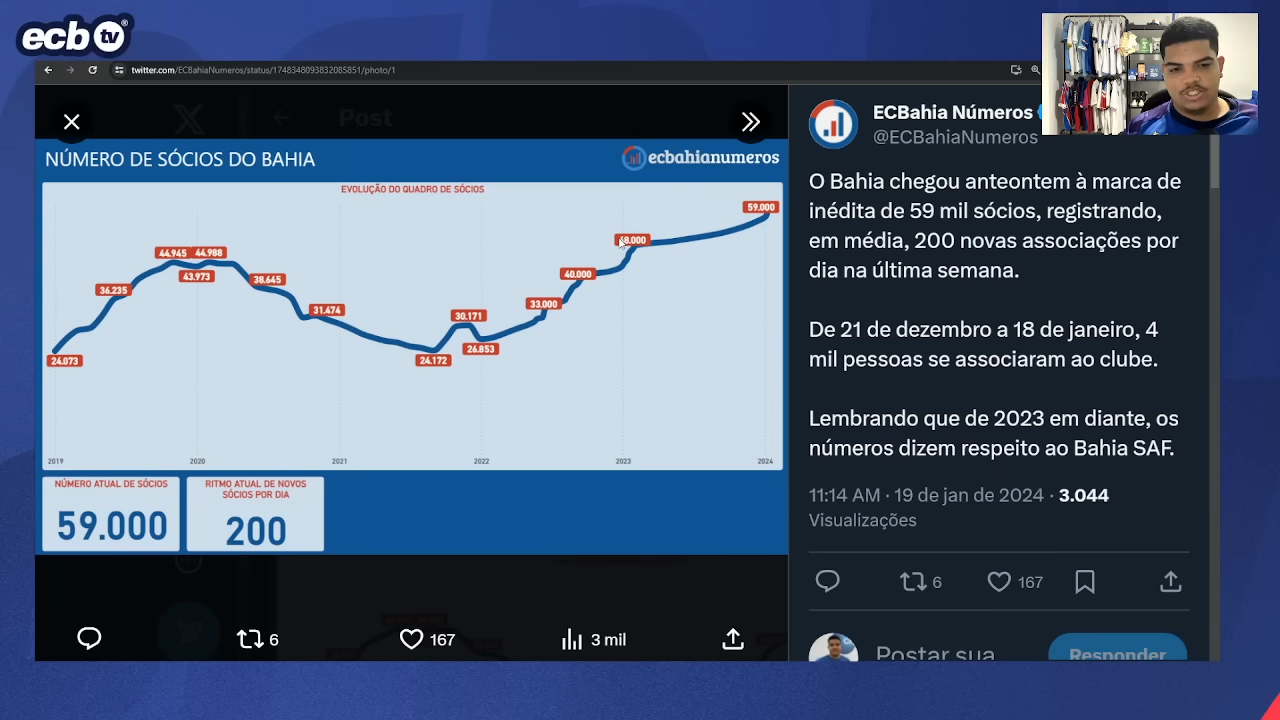 ecb tv
twitter.com/ECBahiaNumeros/status/1748348093832085851/photo/1
Post
NÚMERO DE SÓCIOS DO BAHIA
ecbahianumeros
EVOLUÇÃO DO QUADRO DE SÓCIOS
59.000
48.000
44.945 44.988
43.973
40.000
38.645
36.235
33.000
31.474
30.171
26.853
24.073
24.172
2019 2020 2021 2022 2023 2024
NÚMERO ATUAL DE SÓCIOS
59.000
RITMO ATUAL DE NOVOS
SÓCIOS POR DIA
200
6 167 3 mil
ECBahia Números
@ECBahiaNumeros
O Bahia chegou anteontem à marca de
inédita de 59 mil sócios, registrando,
em média, 200 novas associações por
dia na última semana.
De 21 de dezembro a 18 de janeiro, 4
mil pessoas se associaram ao clube.
Lembrando que de 2023 em diante, os
números dizem respeito ao Bahia SAF.
11:14 AM · 19 de jan de 2024 · 3.044
Visualizações
6 167
Postar sua
Responder